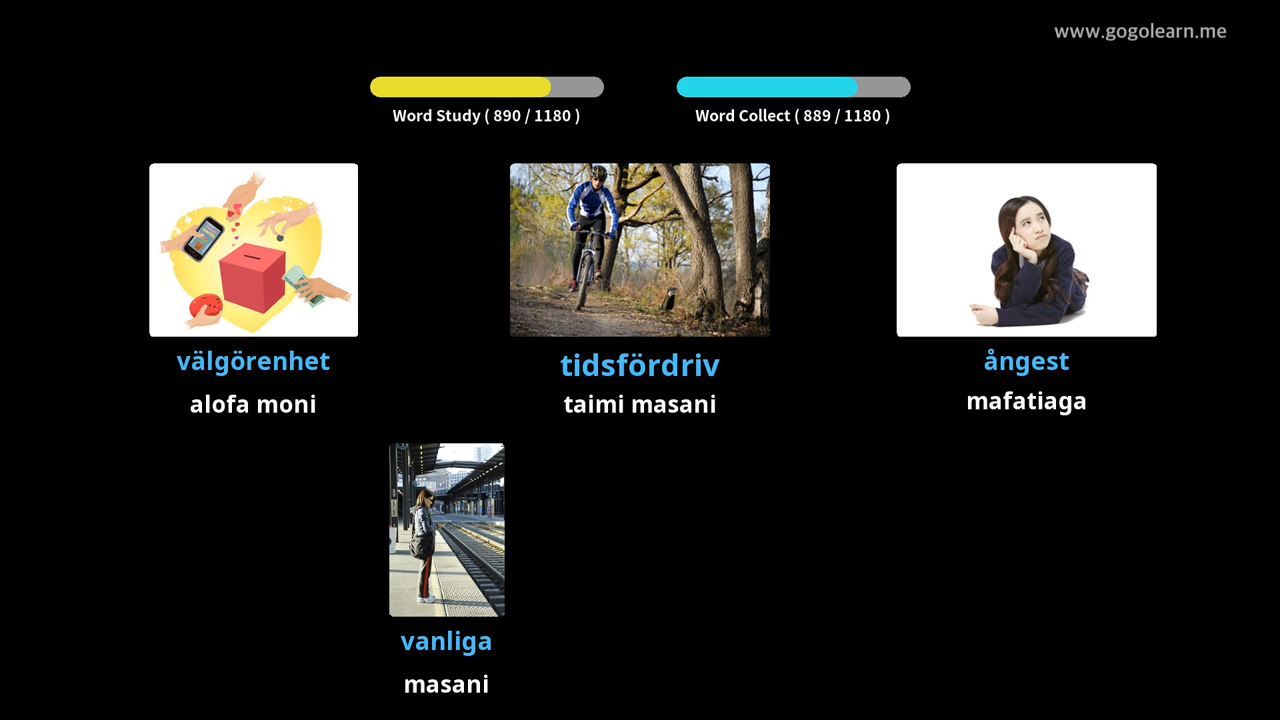 www.gogolearn.me
Word Study ( 890 / 1180 )
Word Collect ( 889 / 1180 )
välgörenhet
alofa moni
tidsfördriv
taimi masani
ångest
mafatiaga
vanliga
masani